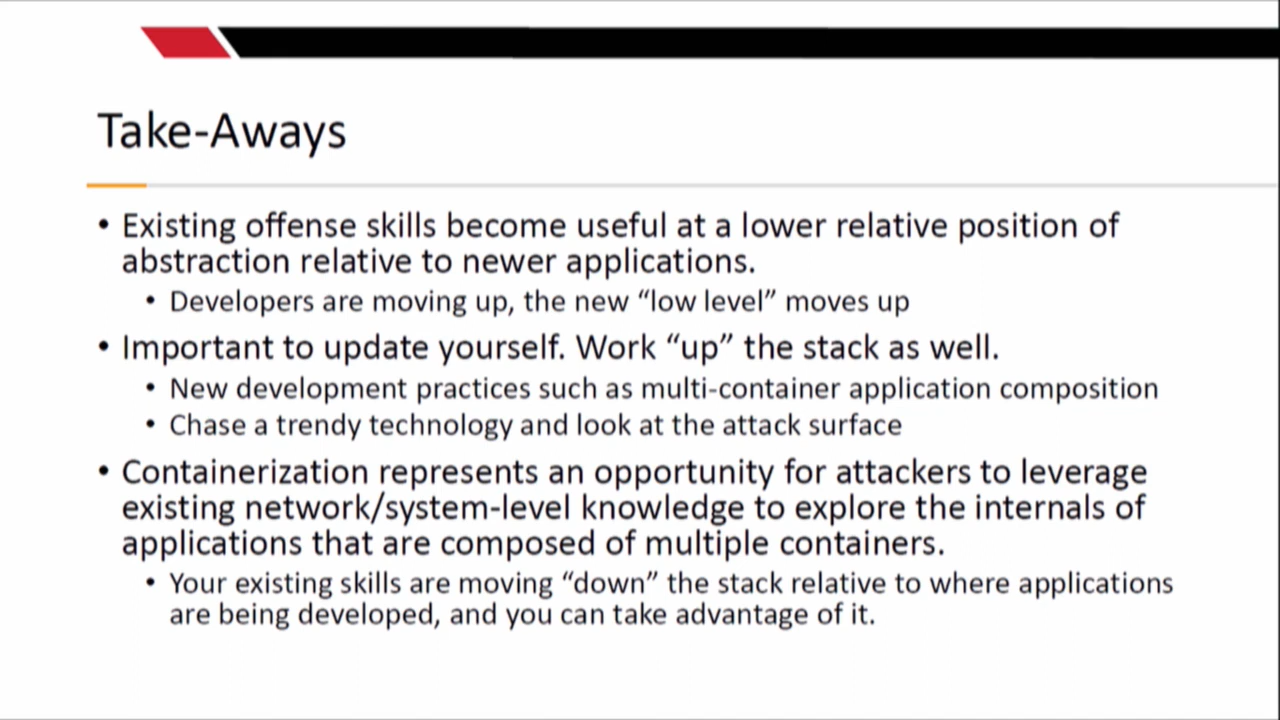 Take-Aways
• Existing offense skills become useful at a lower relative position of
abstraction relative to newer applications.
• Developers are moving up, the new “low level” moves up
• Important to update yourself. Work “up” the stack as well.
• New development practices such as multi-container application composition
• Chase a trendy technology and look at the attack surface
• Containerization represents an opportunity for attackers to leverage
existing network/system-level knowledge to explore the internals of
applications that are composed of multiple containers.
• Your existing skills are moving “down” the stack relative to where applications
are being developed, and you can take advantage of it.